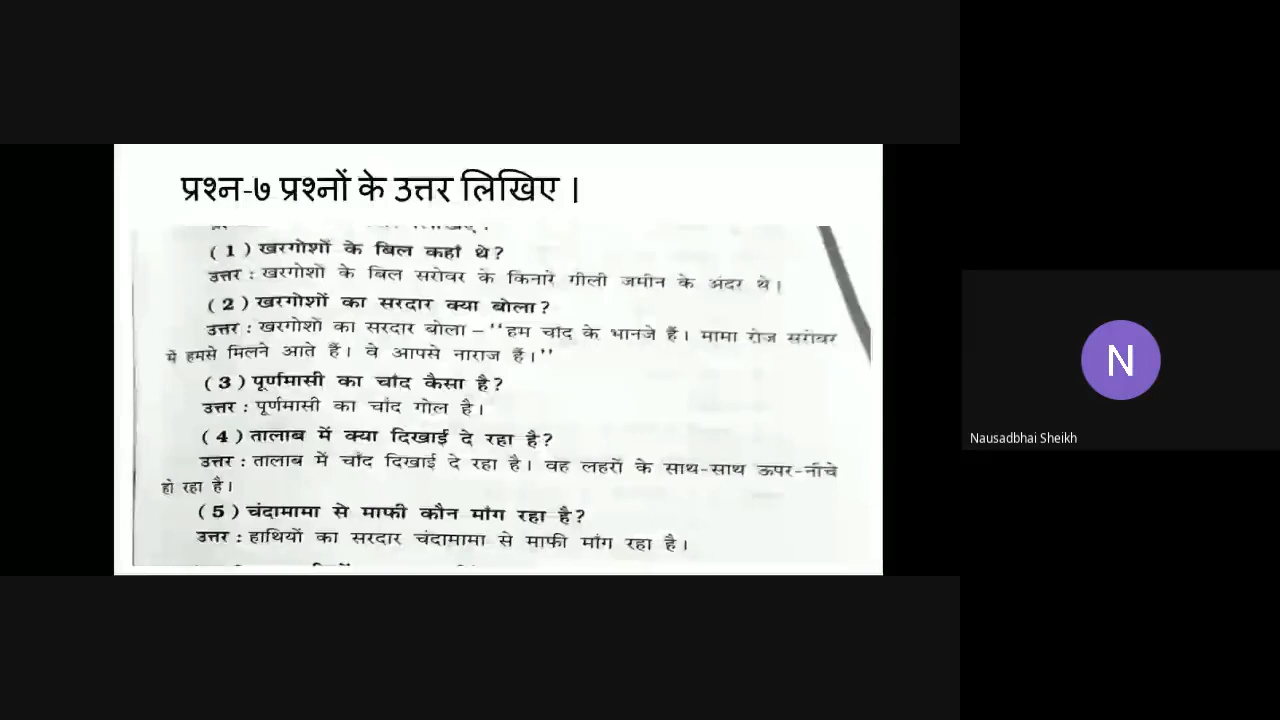 प्रश्न-७ प्रश्नों के उत्तर लिखिए ।
( 1 ) खरगोशों के बिल कहाँ थे?
उत्तर : खरगोशों के बिल सरोवर के किनारे गीली जमीन के अंदर थे।
( 2 ) खरगोशों का सरदार क्या बोला?
उत्तर : खरगोशों का सरदार बोला – ''हम चाँद के भानजे हैं। मामा रोज सरोवर
में हमसे मिलने आते हैं। वे आपसे नाराज हैं।''
( 3 ) पूर्णमासी का चाँद कैसा है?
उत्तर : पूर्णमासी का चाँद गोल है।
( 4 ) तालाब में क्या दिखाई दे रहा है?
उत्तर : तालाब में चाँद दिखाई दे रहा है। वह लहरों के साथ-साथ ऊपर-नीचे
हो रहा है।
( 5 ) चंदामामा से माफी कौन माँग रहा है?
उत्तर : हाथियों का सरदार चंदामामा से माफी माँग रहा है।
N
Nausadbhai Sheikh